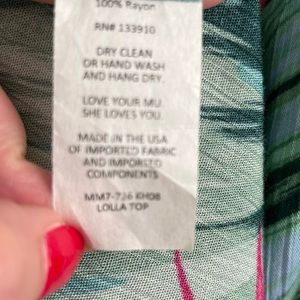 100% Rayon
RN# 133910
DRY CLEAN
OR HAND WASH
AND HANG DRY.
LOVE YOUR MU
SHE LOVES YOU.
MADE IN THE USA
OF IMPORTED FABRIC
AND IMPORTED
COMPONENTS
MM7-726 KH08
LOLLA TOP